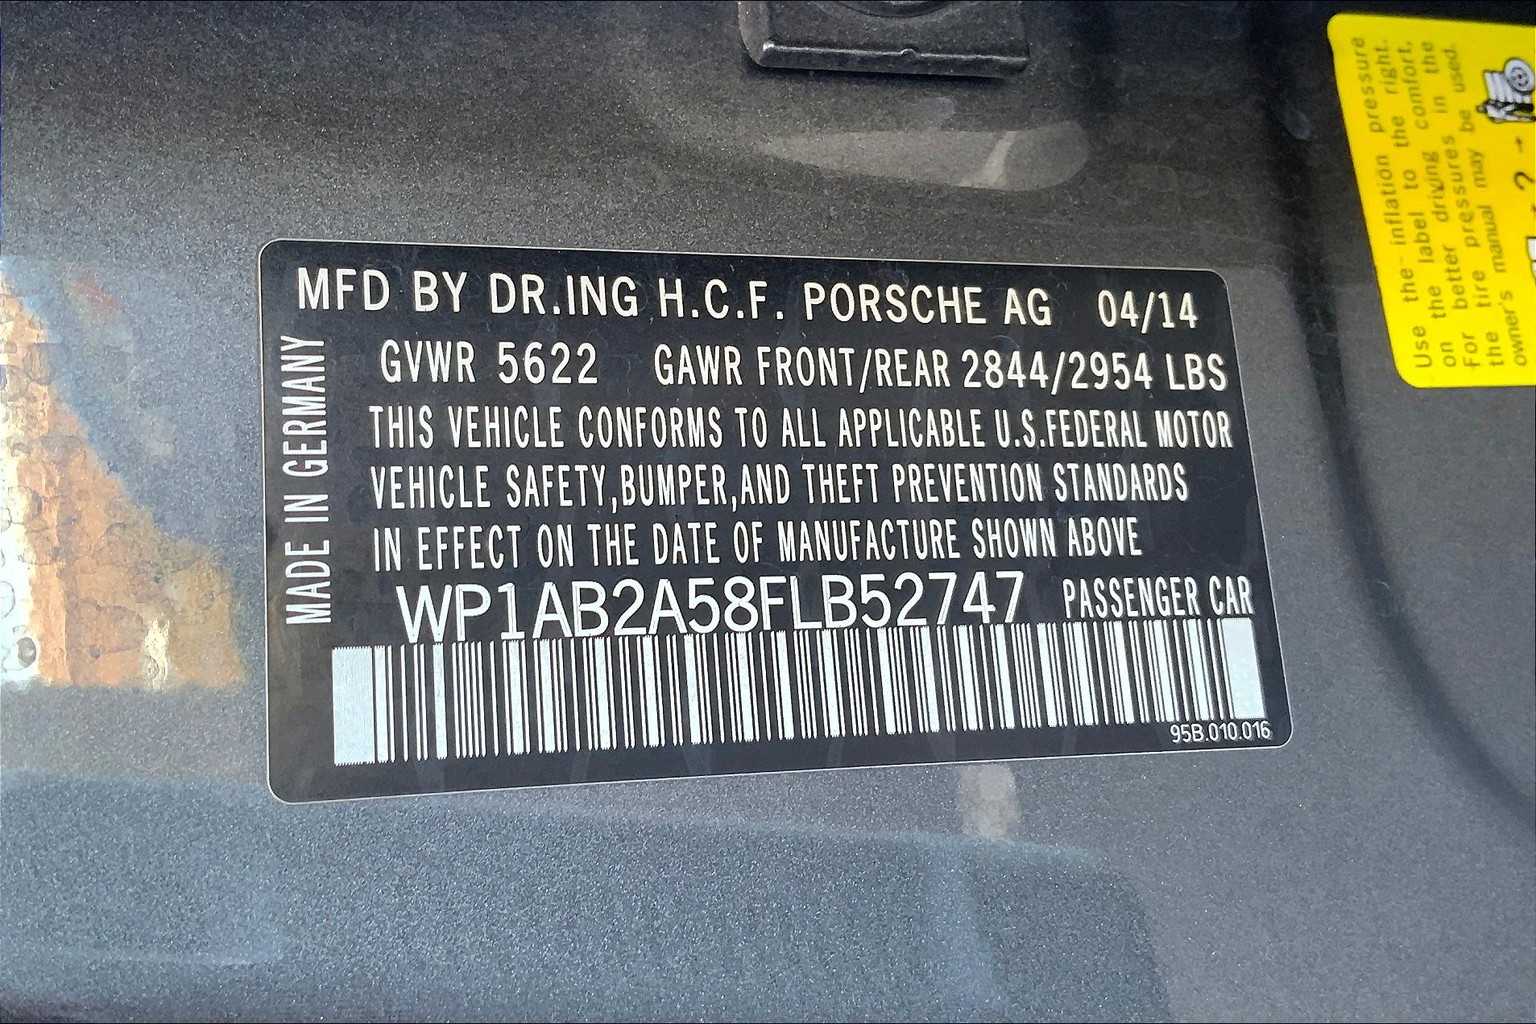 MFD BY DR.ING H.C.F. PORSCHE AG 04/14
GVWR 5622 GAWR FRONT/REAR 2844/2954 LBS
THIS VEHICLE CONFORMS TO ALL APPLICABLE U.S.FEDERAL MOTOR
VEHICLE SAFETY,BUMPER,AND THEFT PREVENTION STANDARDS
IN EFFECT ON THE DATE OF MANUFACTURE SHOWN ABOVE
WP1AB2A58FLB52747 PASSENGER CAR
95B.010.016
MADE IN GERMANY
Use the inflation pressure
on the label to the right.
For better driving comfort,
tire pressures in the
the manual may be used.
owner's